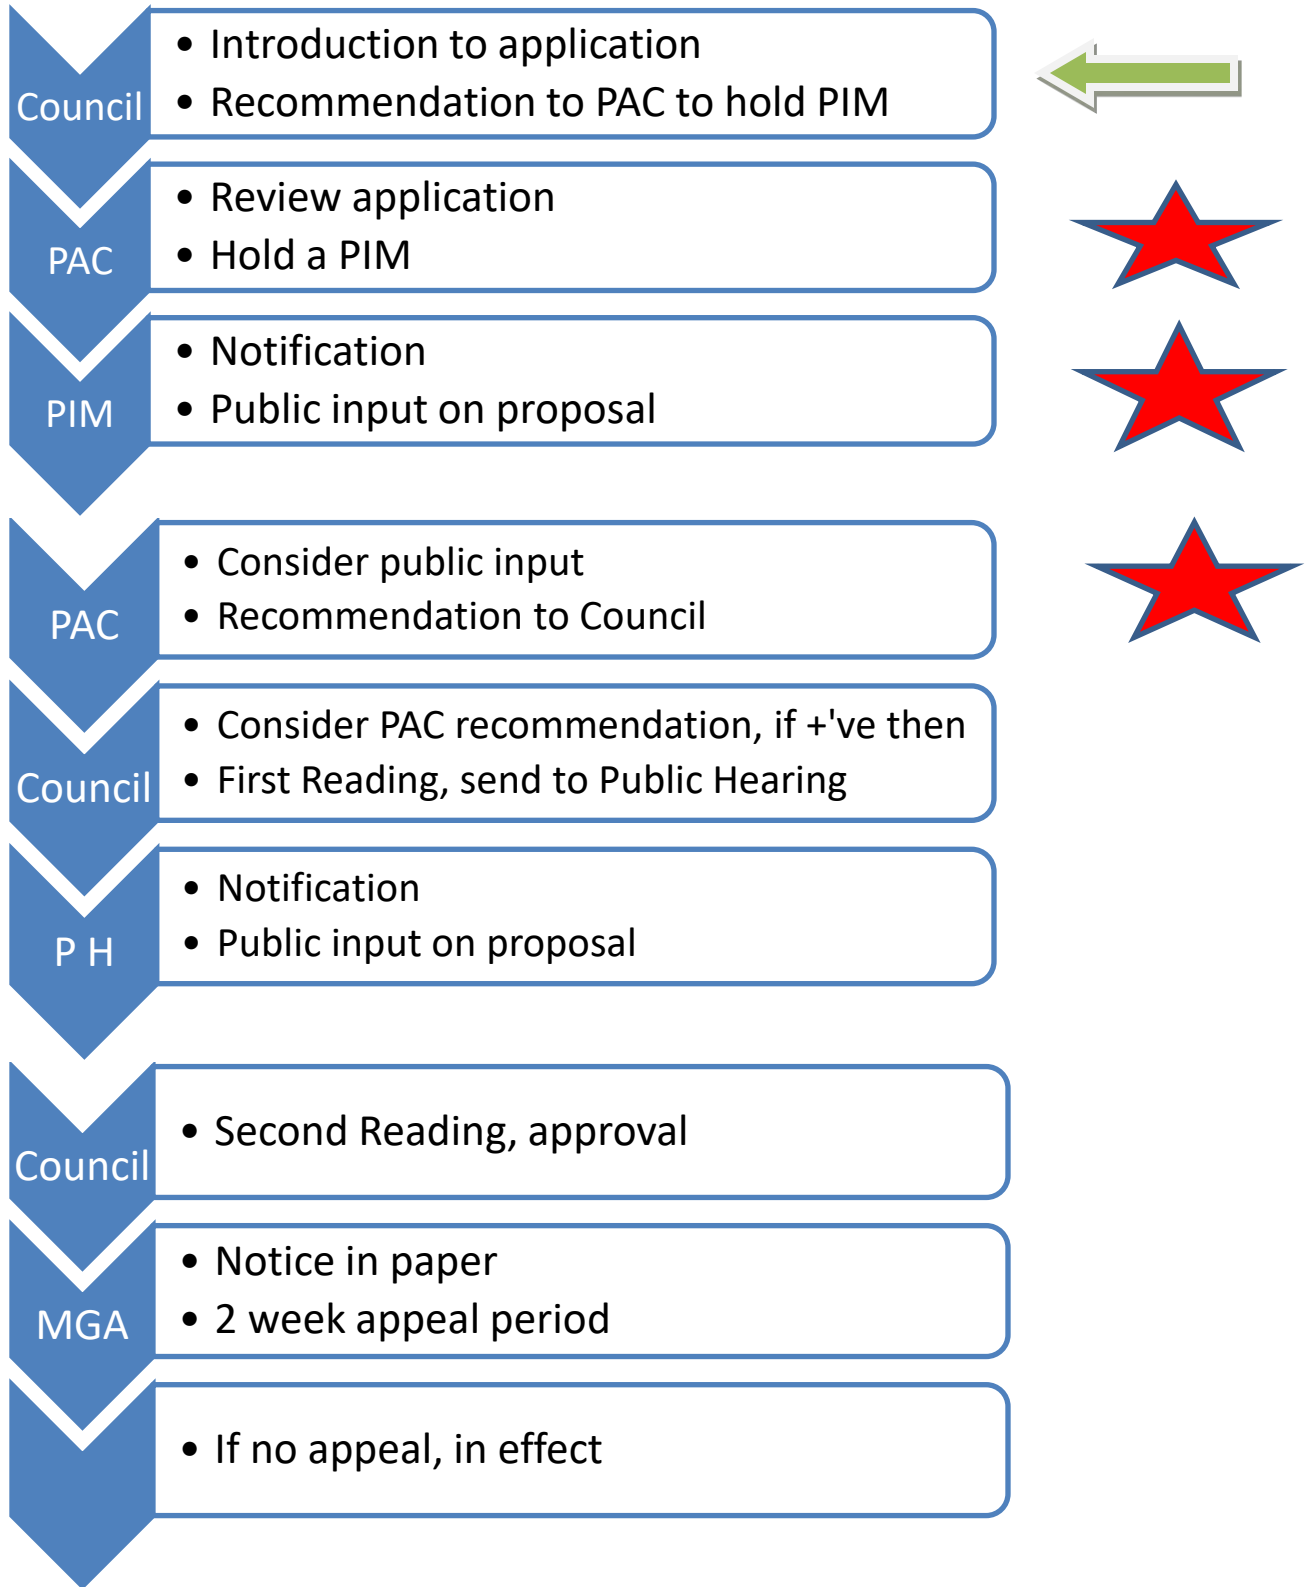 Council
• Introduction to application
• Recommendation to PAC to hold PIM
PAC
• Review application
• Hold a PIM
PIM
• Notification
• Public input on proposal
PAC
• Consider public input
• Recommendation to Council
Council
• Consider PAC recommendation, if +'ve then
• First Reading, send to Public Hearing
P H
• Notification
• Public input on proposal
Council
• Second Reading, approval
MGA
• Notice in paper
• 2 week appeal period
• If no appeal, in effect